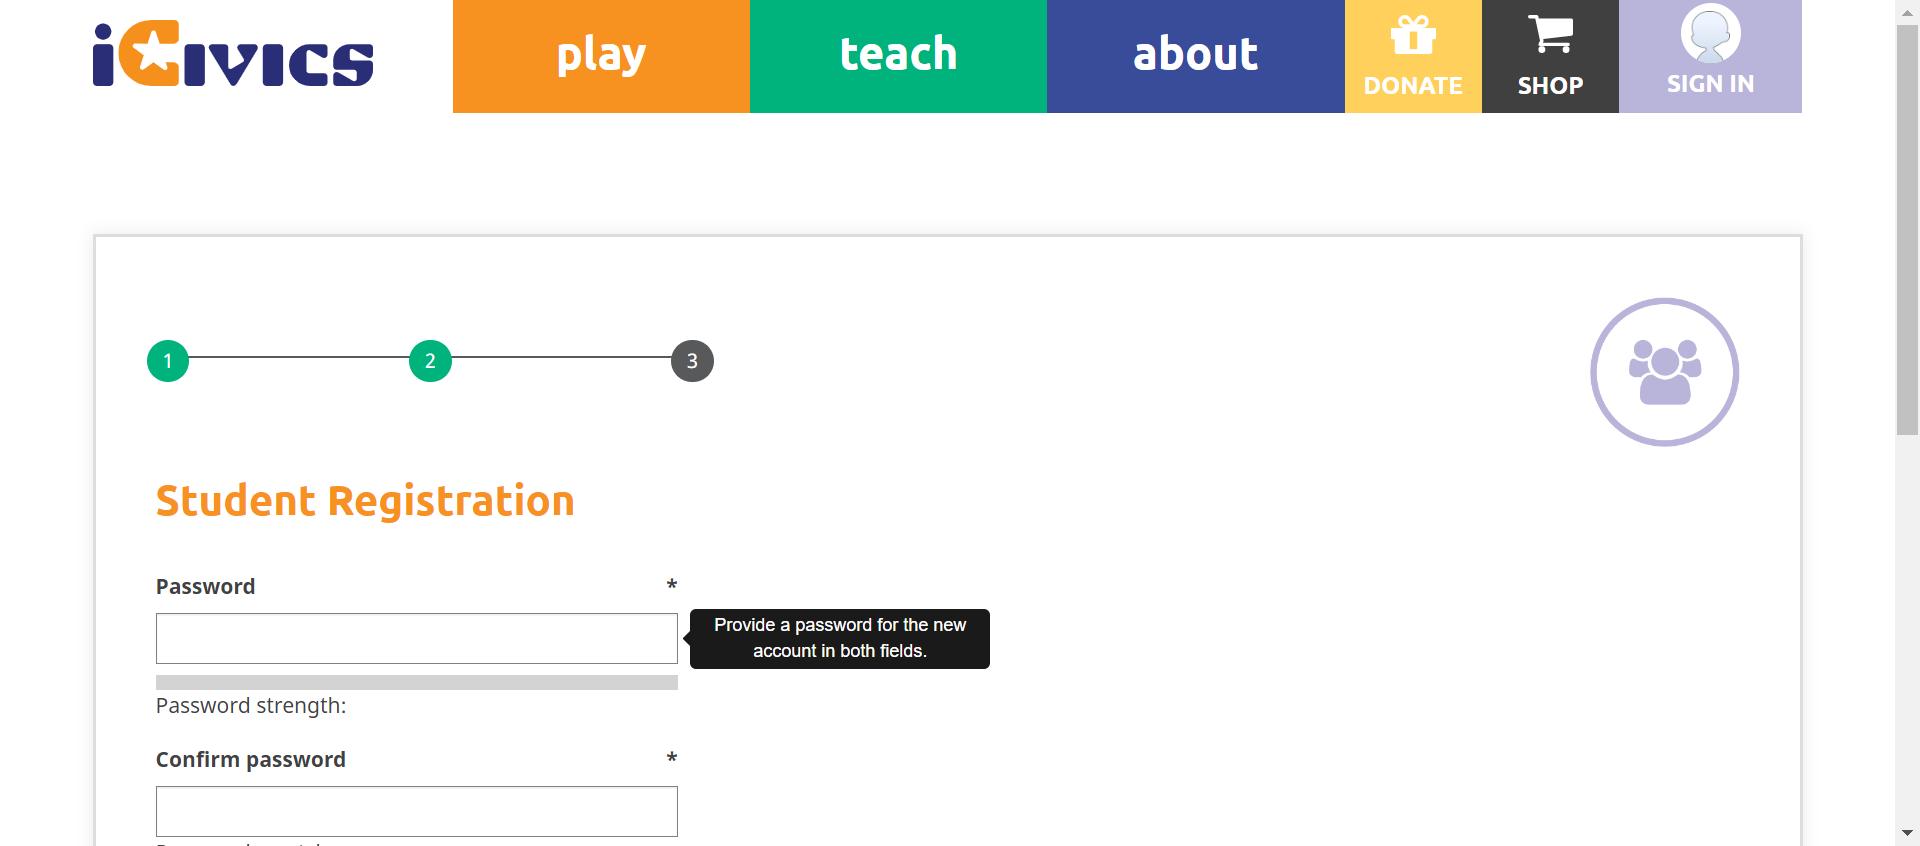 iCivics
play
teach
about
DONATE
SHOP
SIGN IN
1
2
3
Student Registration
Password *
Provide a password for the new
account in both fields.
Password strength:
Confirm password *